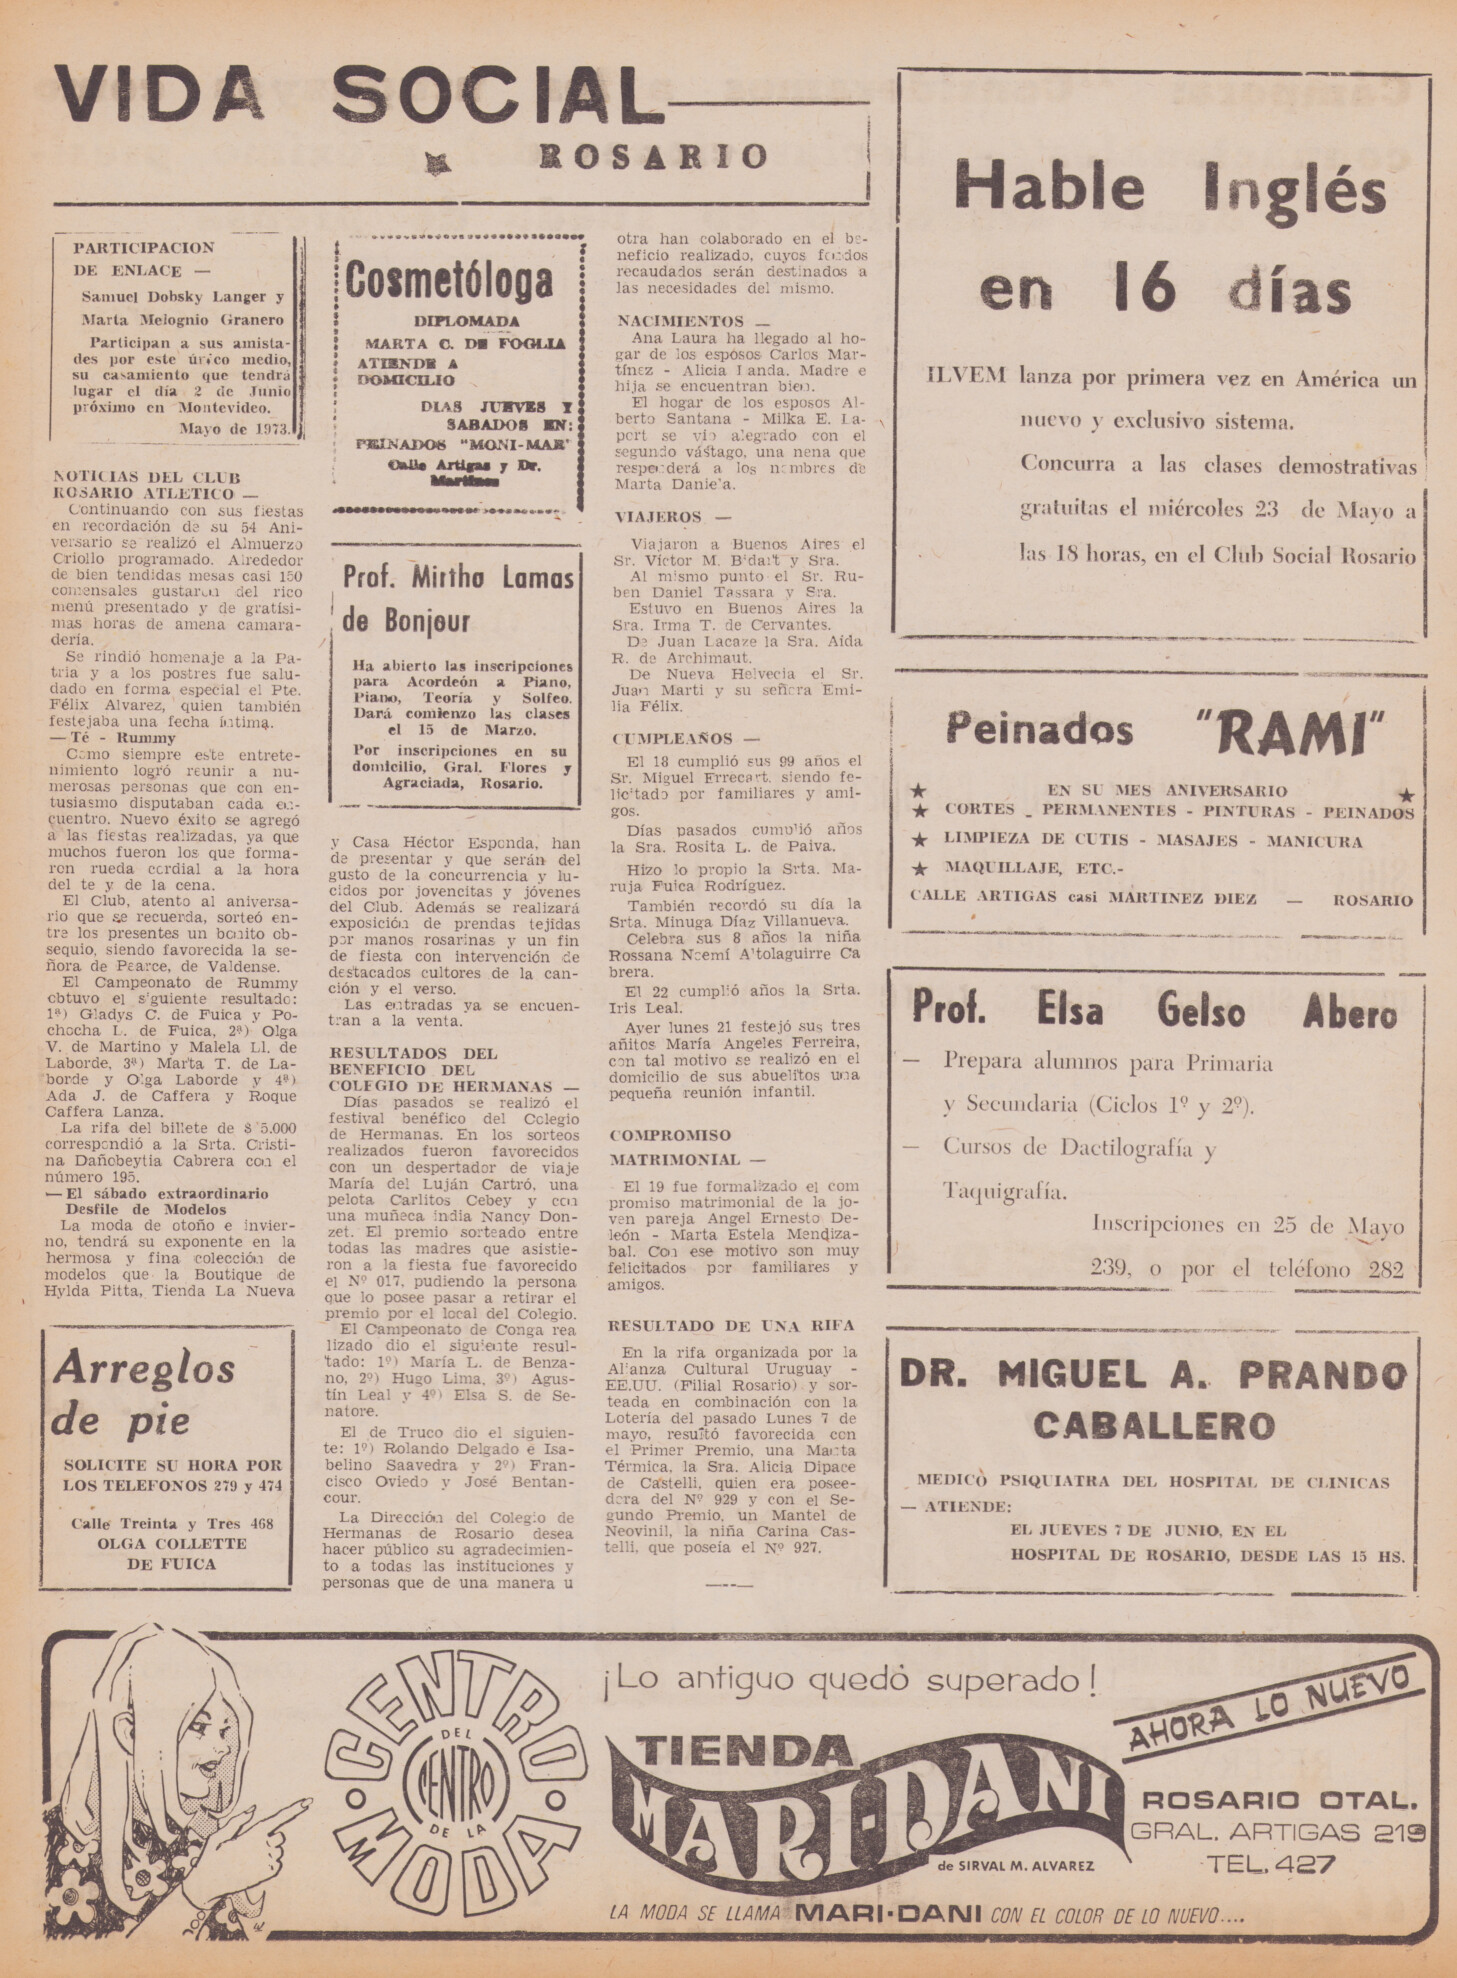 VIDA SOCIAL
ROSARIO
PARTICIPACION
DE ENLACE —
Samuel Dobsky Langer y
Marta Melognio Granero
Participan a sus amista-
des por este único medio,
su casamiento que tendrá
lugar el día 2 de Junio
próximo en Montevideo.
Mayo de 1973.
NOTICIAS DEL CLUB
ROSARIO ATLETICO —
Continuando con sus fiestas
en recordación de su 54 Ani-
versario se realizó el Almuerzo
Criollo programado. Alrededor
de bien tendidas mesas casi 150
comensales gustaron del rico
menú presentado y de gratísi-
mas horas de amena camara-
dería.
Se rindió homenaje a la Pa-
tria y a los postres fue salu-
dado en forma especial el Pte.
Félix Alvarez, quien también
festejaba una fecha íntima.
— Té - Rummy
Como siempre este entrete-
nimiento logró reunir a nu-
merosas personas que con en-
tusiasmo disputaban cada en-
cuentro. Nuevo éxito se agregó
a las fiestas realizadas, ya que
muchos fueron los que forma-
ron rueda cordial a la hora
del te y de la cena.
El Club, atento al aniversa-
rio que se recuerda, sorteó en-
tre los presentes un bonito ob-
sequio, siendo favorecida la se-
ñora de Pearce, de Valdense.
El Campeonato de Rummy
obtuvo el siguiente resultado:
1º) Gladys C. de Fuica y Po-
chocha L. de Fuica, 2º) Olga
V. de Martino y Malela Ll. de
Laborde, 3º) Marta T. de La-
borde y Olga Laborde y 4º)
Ada J. de Caffera y Roque
Caffera Lanza.
La rifa del billete de $ 5.000
correspondió a la Srta. Cristi-
na Dañobeytia Cabrera con el
número 195.
— El sábado extraordinario
Desfile de Modelos
La moda de otoño e invier-
no, tendrá su exponente en la
hermosa y fina colección de
modelos que la Boutique de
Hylda Pitta, Tienda La Nueva
Arreglos
de pie
SOLICITE SU HORA POR
LOS TELEFONOS 279 y 474
Calle Treinta y Tres 468
OLGA COLLETTE
DE FUICA
Cosmetóloga
DIPLOMADA
MARTA C. DE FOGLIA
ATIENDE A
DOMICILIO
DIAS JUEVES Y
SABADOS EN:
PEINADOS "MONI-MAR"
Calle Artigas y Dr.
Martínez
Prof. Mirtha Lamas
de Bonjour
Ha abierto las inscripciones
para Acordeón a Piano,
Piano, Teoría y Solfeo.
Dará comienzo las clases
el 15 de Marzo.
Por inscripciones en su
domicilio, Gral. Flores y
Agraciada, Rosario.
y Casa Héctor Esponda, han
de presentar y que serán del
gusto de la concurrencia y lu-
cidos por jovencitas y jóvenes
del Club. Además se realizará
exposición de prendas tejidas
por manos rosarinas y un fin
de fiesta con intervención de
destacados cultores de la can-
ción y el verso.
Las entradas ya se encuen-
tran a la venta.
RESULTADOS DEL
BENEFICIO DEL
COLEGIO DE HERMANAS —
Días pasados se realizó el
festival benéfico del Colegio
de Hermanas. En los sorteos
realizados fueron favorecidos
con un despertador de viaje
María del Luján Cartró, una
pelota Carlitos Cebey y con
una muñeca india Nancy Don-
zet. El premio sorteado entre
todas las madres que asistie-
ron a la fiesta fue favorecido
el Nº 017, pudiendo la persona
que lo posee pasar a retirar el
premio por el local del Colegio.
El Campeonato de Conga rea
lizado dio el siguiente resul-
tado: 1º) María L. de Benza-
no, 2º) Hugo Lima, 3º) Agus-
tín Leal y 4º) Elsa S. de Se-
natore.
El de Truco dio el siguien-
te: 1º) Rolando Delgado e Isa-
belino Saavedra y 2º) Fran-
cisco Oviedo y José Bentan-
cour.
La Dirección del Colegio de
Hermanas de Rosario desea
hacer público su agradecimien-
to a todas las instituciones y
personas que de una manera u
otra han colaborado en el be-
neficio realizado, cuyos fondos
recaudados serán destinados a
las necesidades del mismo.
NACIMIENTOS —
Ana Laura ha llegado al ho-
gar de los esposos Carlos Mar-
tínez - Alicia Landa. Madre e
hija se encuentran bien.
El hogar de los esposos Al-
berto Santana - Milka E. La-
port se vio alegrado con el
segundo vástago, una nena que
responderá a los nombres de
Marta Daniela.
VIAJEROS —
Viajaron a Buenos Aires el
Sr. Víctor M. Bidart y Sra.
Al mismo punto el Sr. Ru-
ben Daniel Tassara y Sra.
Estuvo en Buenos Aires la
Sra. Irma T. de Cervantes.
De Juan Lacaze la Sra. Aída
R. de Archimaut.
De Nueva Helvecia el Sr.
Juan Marti y su señora Emi-
lia Félix.
CUMPLEAÑOS —
El 18 cumplió sus 99 años el
Sr. Miguel Errecart, siendo fe-
licitado por familiares y ami-
gos.
Días pasados cumplió años
la Sra. Rosita L. de Paiva.
Hizo lo propio la Srta. Ma-
ruja Fuica Rodríguez.
También recordó su día la
Srta. Minuga Díaz Villanueva.
Celebra sus 8 años la niña
Rossana Noemí Altolaguirre Ca
brera.
El 22 cumplió años la Srta.
Iris Leal.
Ayer lunes 21 festejó sus tres
añitos María Angeles Ferreira,
con tal motivo se realizó en el
domicilio de sus abuelitos una
pequeña reunión infantil.
COMPROMISO
MATRIMONIAL —
El 19 fue formalizado el com
promiso matrimonial de la jo-
ven pareja Angel Ernesto De-
león - Marta Estela Mendiza-
bal. Con ese motivo son muy
felicitados por familiares y
amigos.
RESULTADO DE UNA RIFA
En la rifa organizada por la
Alianza Cultural Uruguay -
EE.UU. (Filial Rosario) y sor-
teada en combinación con la
Lotería del pasado Lunes 7 de
mayo, resultó favorecida con
el Primer Premio, una Manta
Térmica, la Sra. Alicia Dipace
de Castelli, quien era posee-
dora del Nº 929 y con el Se-
gundo Premio, un Mantel de
Neovinil, la niña Carina Cas-
telli, que poseía el Nº 927.
Hable Inglés
en 16 días
ILVEM lanza por primera vez en América un
nuevo y exclusivo sistema.
Concurra a las clases demostrativas
gratuitas el miércoles 23 de Mayo a
las 18 horas, en el Club Social Rosario
Peinados "RAMI"
EN SU MES ANIVERSARIO
CORTES - PERMANENTES - PINTURAS - PEINADOS
LIMPIEZA DE CUTIS - MASAJES - MANICURA
MAQUILLAJE, ETC.-
CALLE ARTIGAS casi MARTINEZ DIEZ — ROSARIO
Prof. Elsa Gelso Abero
— Prepara alumnos para Primaria
y Secundaria (Ciclos 1º y 2º).
— Cursos de Dactilografía y
Taquigrafía.
Inscripciones en 25 de Mayo
239, o por el teléfono 282
DR. MIGUEL A. PRANDO
CABALLERO
MEDICO PSIQUIATRA DEL HOSPITAL DE CLINICAS
— ATIENDE:
EL JUEVES 7 DE JUNIO, EN EL
HOSPITAL DE ROSARIO, DESDE LAS 15 HS.
CENTRO MODA
DEL
CENTRO
DE LA
¡Lo antiguo quedó superado!
AHORA LO NUEVO
TIENDA
MARI-DANI
de SIRVAL M. ALVAREZ
ROSARIO OTAL.
GRAL. ARTIGAS 219
TEL. 427
LA MODA SE LLAMA MARI-DANI CON EL COLOR DE LO NUEVO....